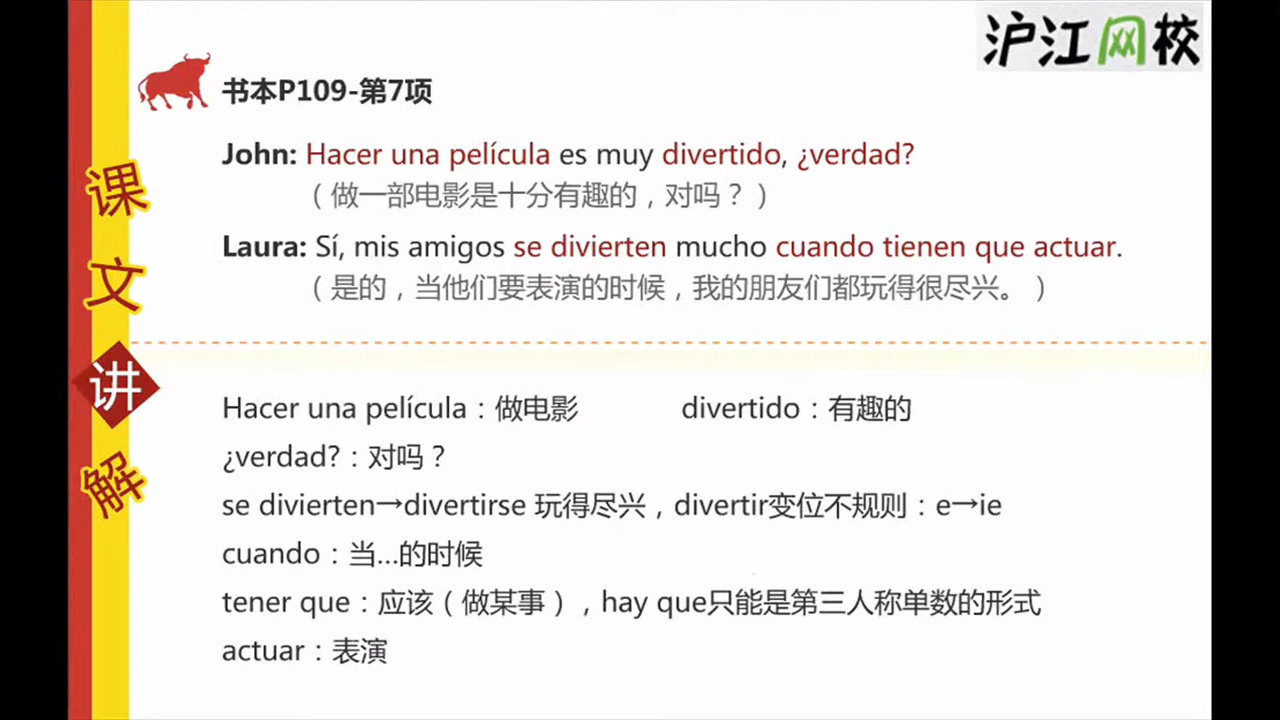 沪江网校
书本P109-第7项
John: Hacer una película es muy divertido, ¿verdad?
（做一部电影是十分有趣的，对吗？）
Laura: Sí, mis amigos se divierten mucho cuando tienen que actuar.
（是的，当他们要表演的时候，我的朋友们都玩得很尽兴。）
课文讲解
Hacer una película：做电影 divertido：有趣的
¿verdad?：对吗？
se divierten→divertirse 玩得尽兴，divertir变位不规则：e→ie
cuando：当...的时候
tener que：应该（做某事），hay que只能是第三人称单数的形式
actuar：表演